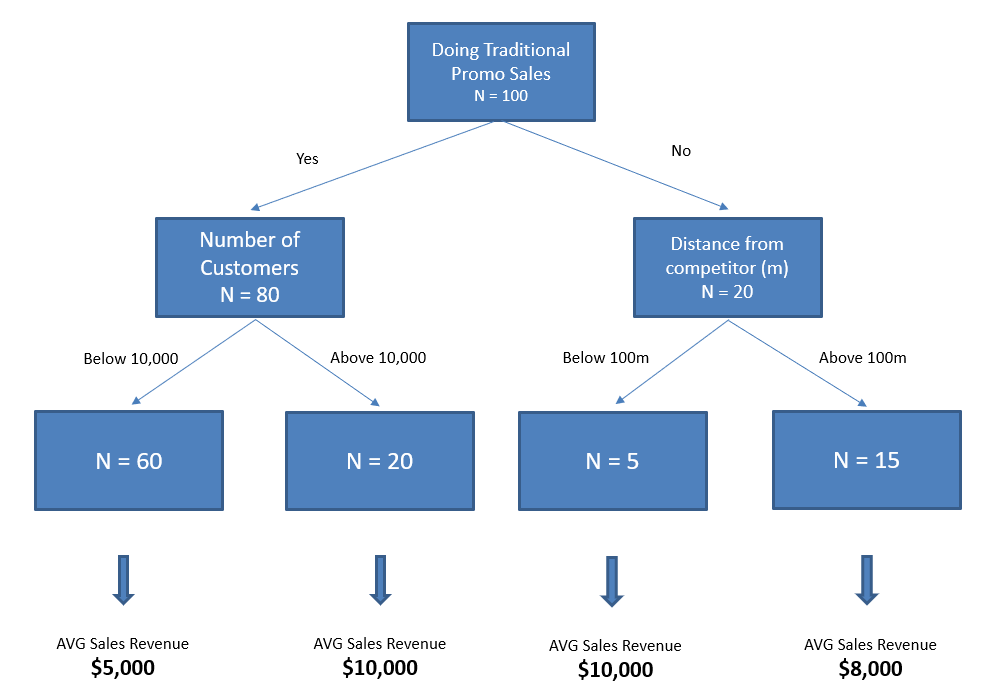 Doing Traditional
Promo Sales
N = 100
Yes
No
Number of
Customers
N = 80
Distance from
competitor (m)
N = 20
Below 10,000
Above 10,000
Below 100m
Above 100m
N = 60
N = 20
N = 5
N = 15
AVG Sales Revenue
$5,000
AVG Sales Revenue
$10,000
AVG Sales Revenue
$10,000
AVG Sales Revenue
$8,000